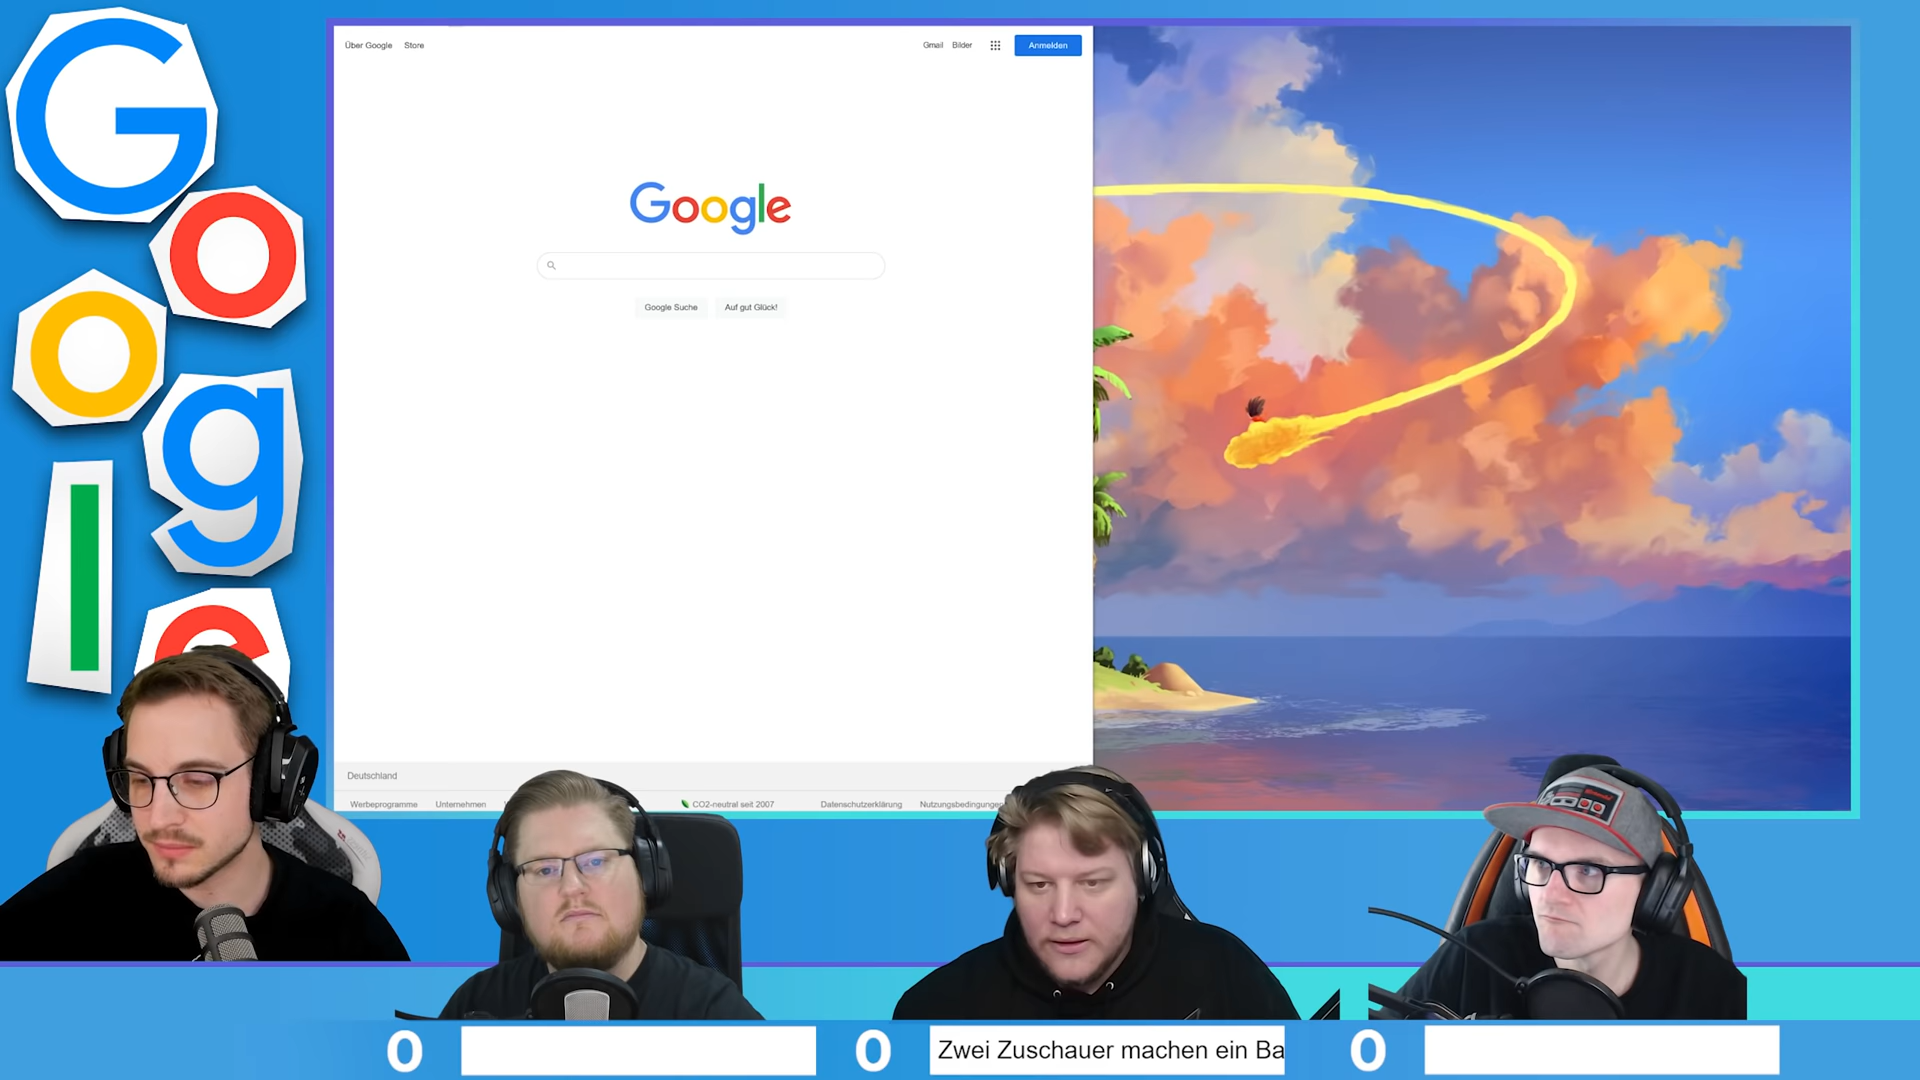 Google
Über Google Store
Gmail Bilder Anmelden
Google
Google Suche Auf gut Glück!
Deutschland
Werbeprogramme Unternehmen
CO2-neutral seit 2007
Datenschutzerklärung Nutzungsbedingungen
0 0 Zwei Zuschauer machen ein Ba 0